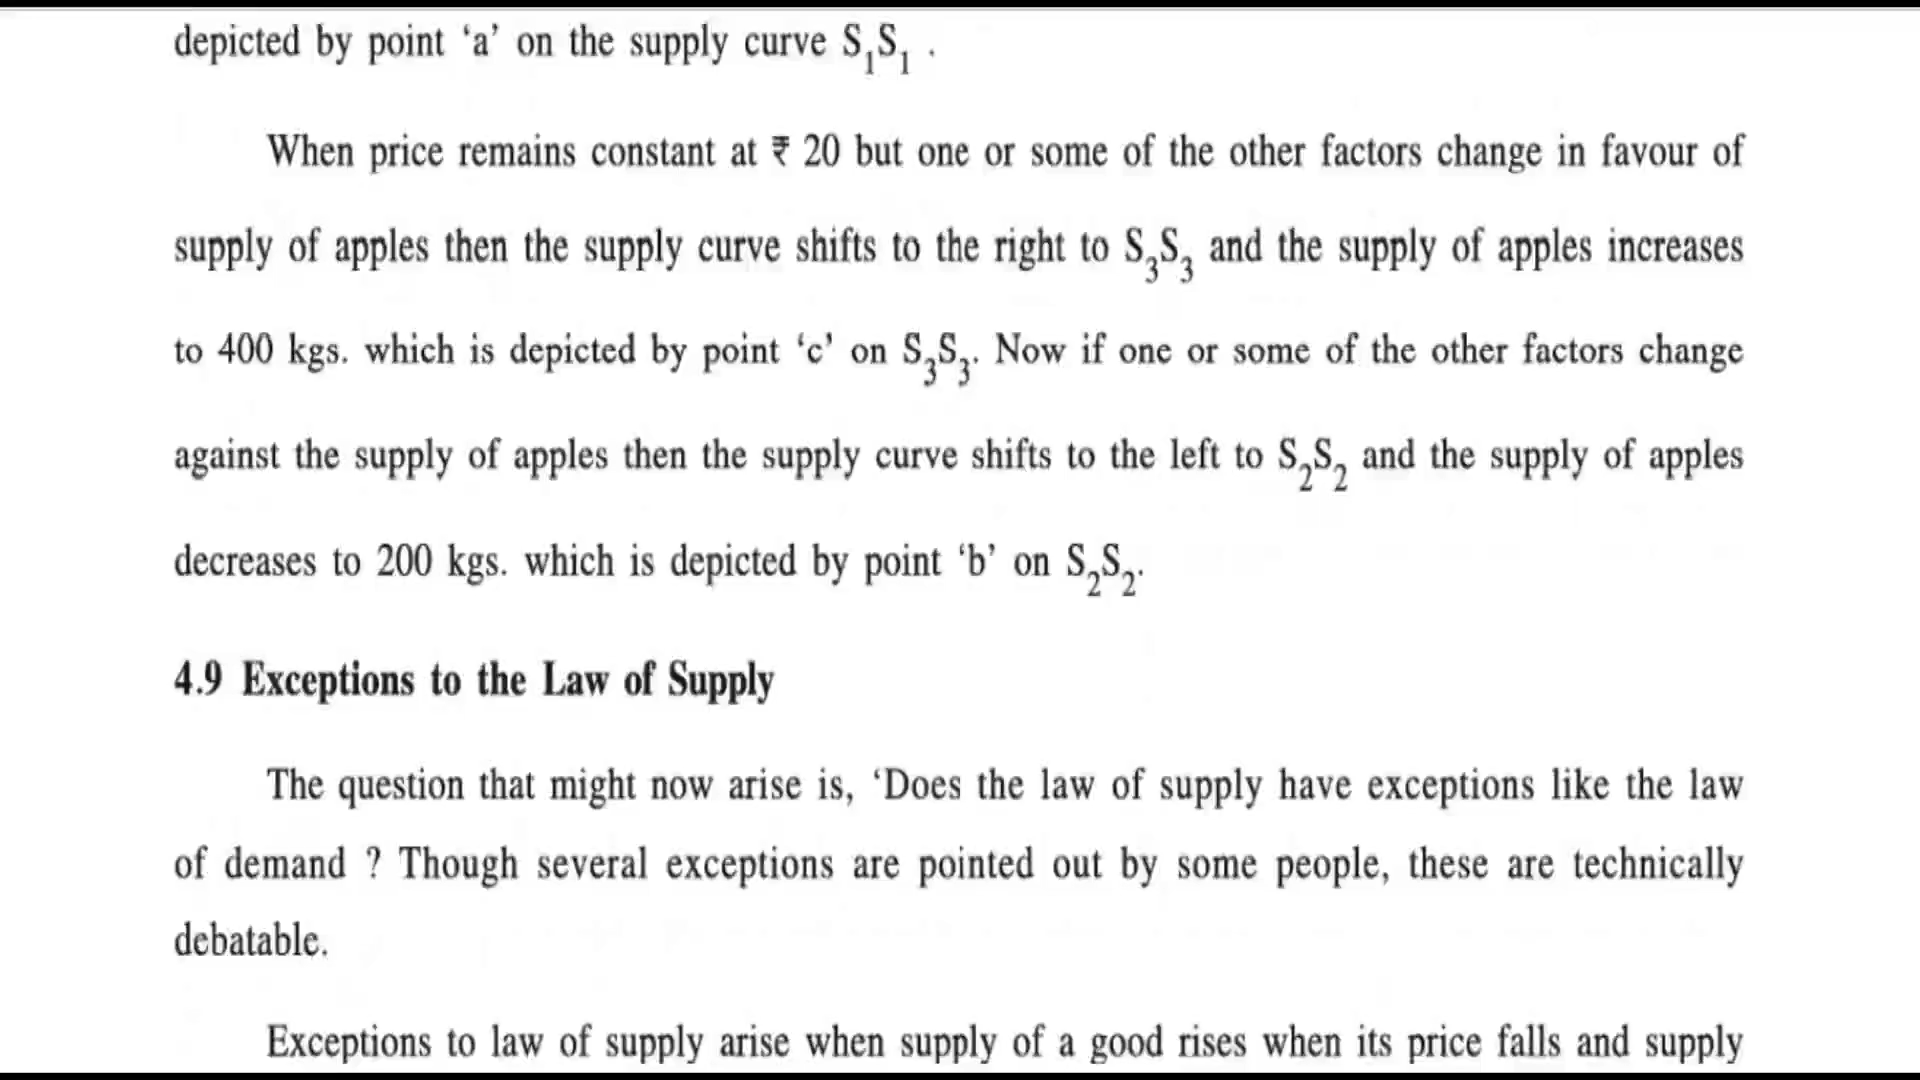 depicted by point ‘a’ on the supply curve S₁S₁ .
When price remains constant at ₹ 20 but one or some of the other factors change in favour of
supply of apples then the supply curve shifts to the right to S₃S₃ and the supply of apples increases
to 400 kgs. which is depicted by point ‘c’ on S₃S₃. Now if one or some of the other factors change
against the supply of apples then the supply curve shifts to the left to S₂S₂ and the supply of apples
decreases to 200 kgs. which is depicted by point ‘b’ on S₂S₂.
4.9 Exceptions to the Law of Supply
The question that might now arise is, ‘Does the law of supply have exceptions like the law
of demand ? Though several exceptions are pointed out by some people, these are technically
debatable.
Exceptions to law of supply arise when supply of a good rises when its price falls and supply